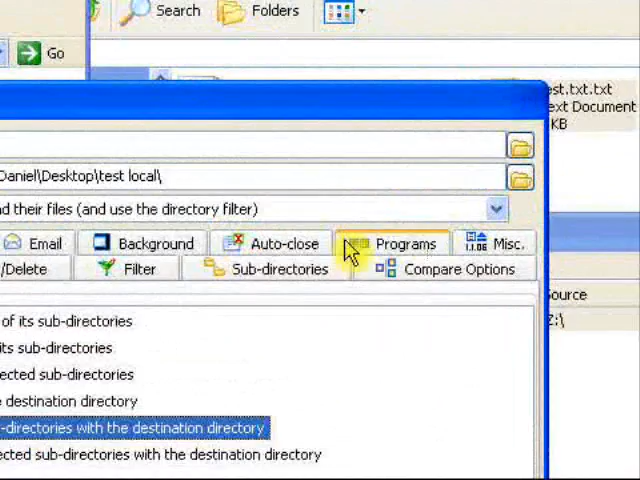 Search Folders
Go
est.txt.txt
ext Document
KB
Daniel\Desktop\test local\
nd their files (and use the directory filter)
Email Background Auto-close Programs Misc.
/Delete Filter Sub-directories Compare Options
Source
of its sub-directories
Z:\
its sub-directories
ected sub-directories
e destination directory
-directories with the destination directory
ected sub-directories with the destination directory